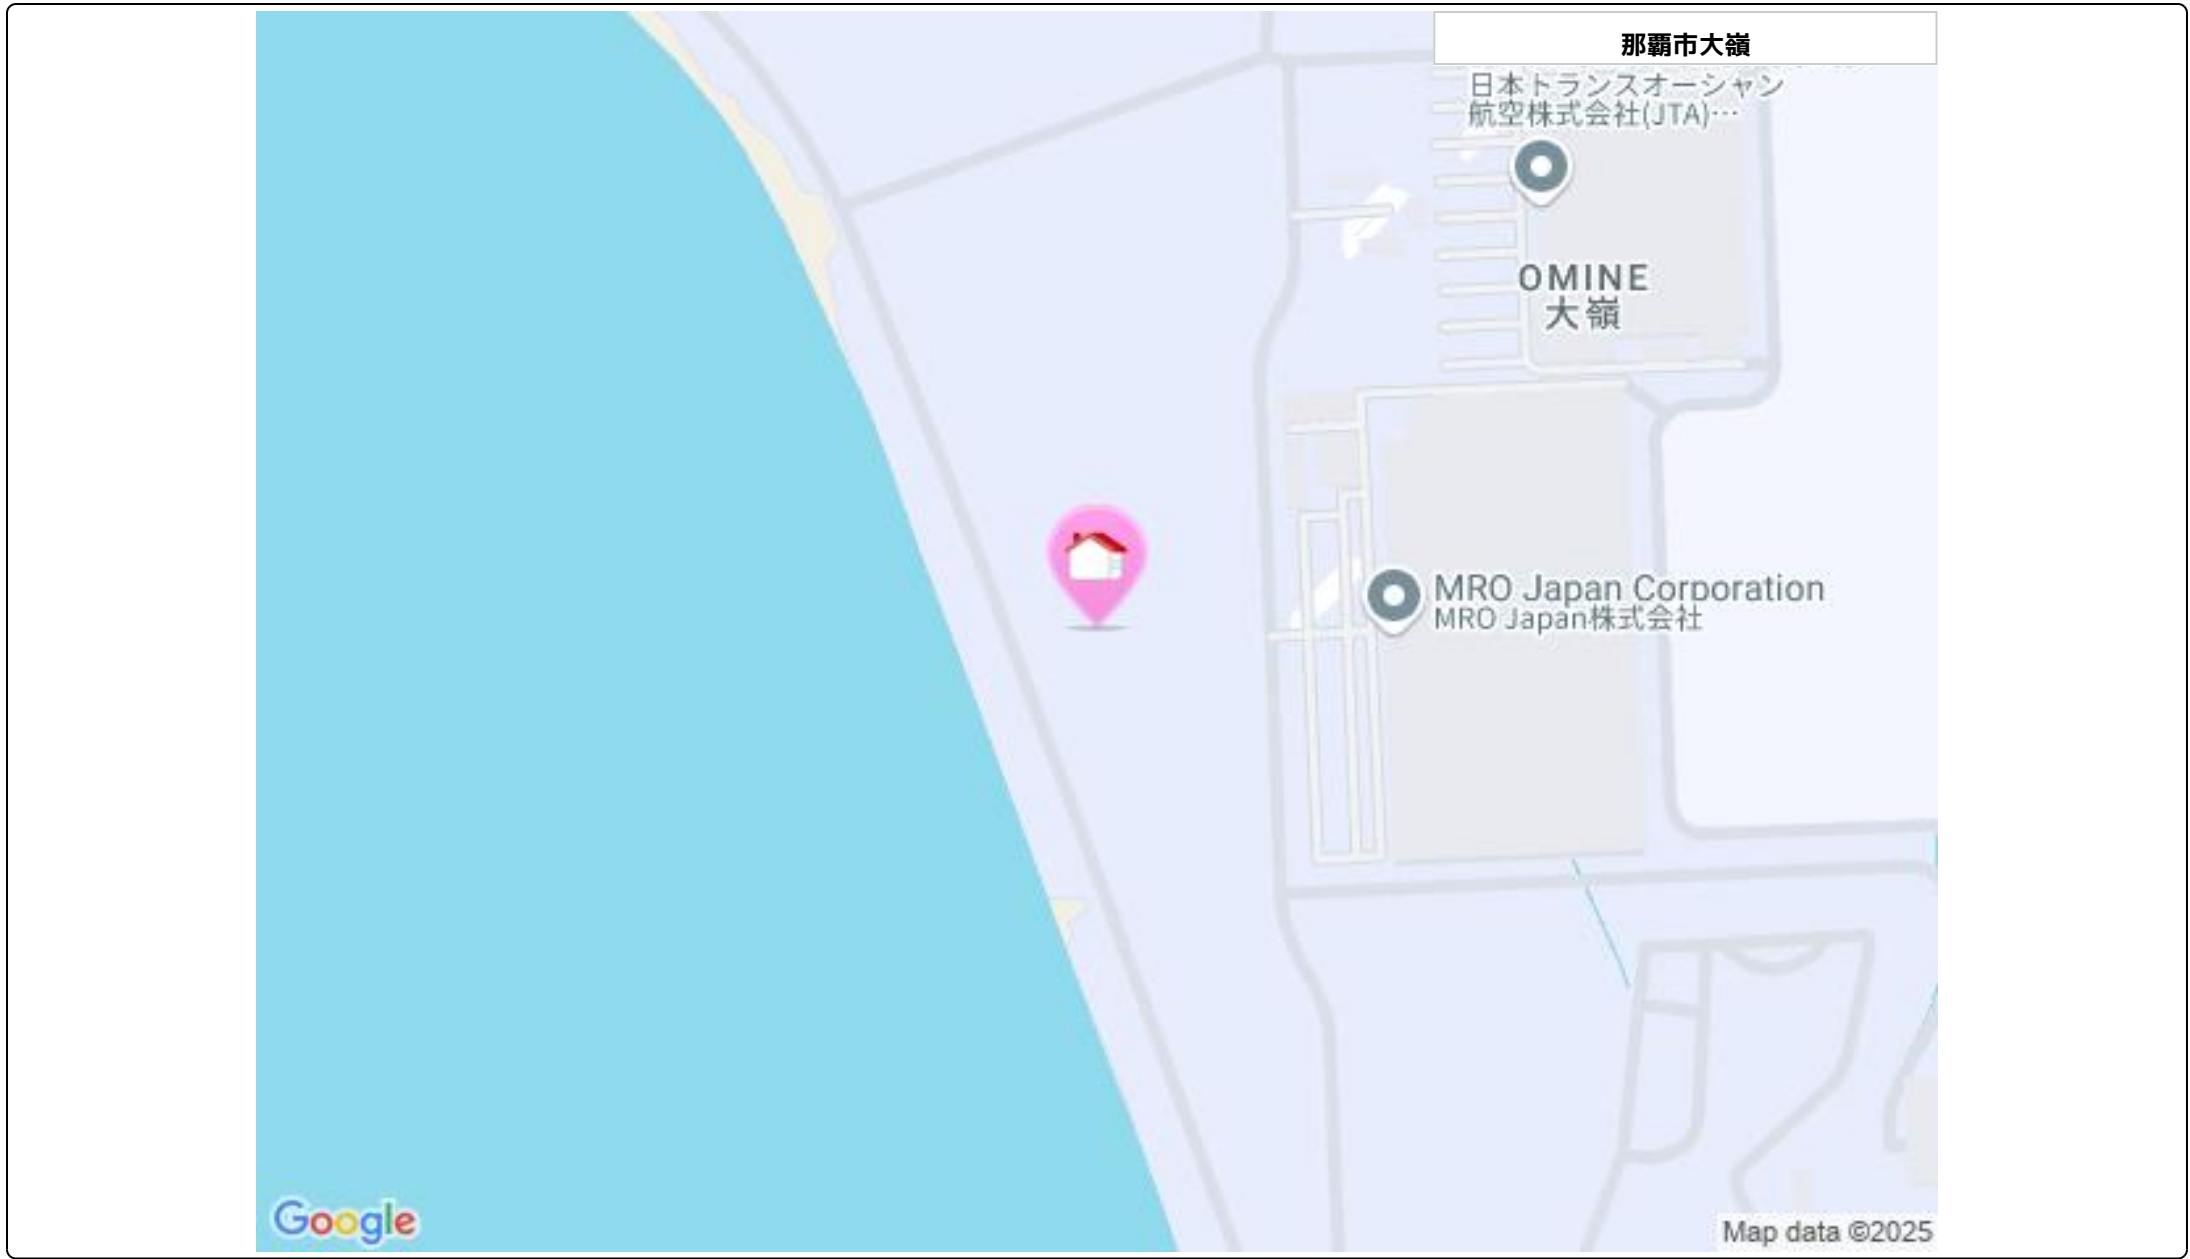 那覇市大嶺
日本トランスオーシャン
航空株式会社(JTA)…
OMINE
大嶺
MRO Japan Corporation
MRO Japan株式会社
Google
Map data ©2025